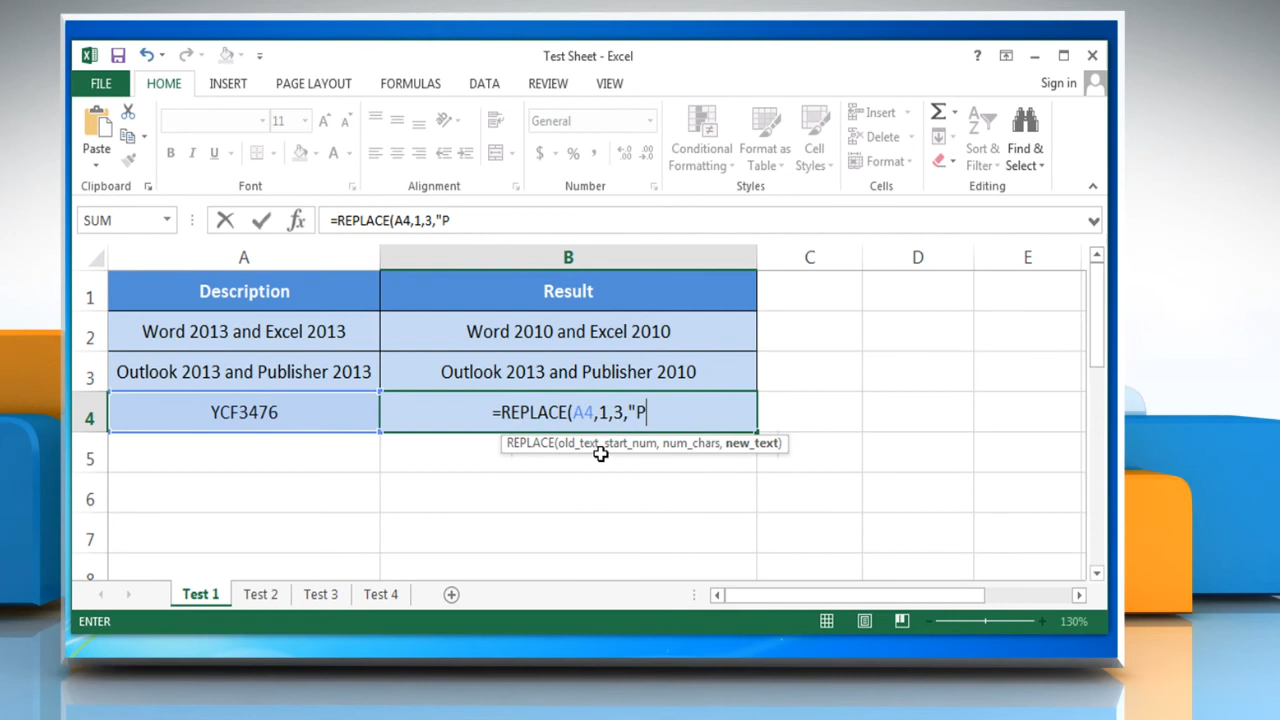 Test Sheet - Excel
FILE HOME INSERT PAGE LAYOUT FORMULAS DATA REVIEW VIEW Sign in
Paste
11
B I U A
General
$ % ,
Conditional Formatting
Format as Table
Cell Styles
Insert
Delete
Format
Sort & Filter
Find & Select
Clipboard Font Alignment Number Styles Cells Editing
SUM fx =REPLACE(A4,1,3,"P
A B C D E
1 Description Result
2 Word 2013 and Excel 2013 Word 2010 and Excel 2010
3 Outlook 2013 and Publisher 2013 Outlook 2013 and Publisher 2010
4 YCF3476 =REPLACE(A4,1,3,"P
REPLACE(old_text, start_num, num_chars, new_text)
5
6
7
8
Test 1 Test 2 Test 3 Test 4
ENTER 130%